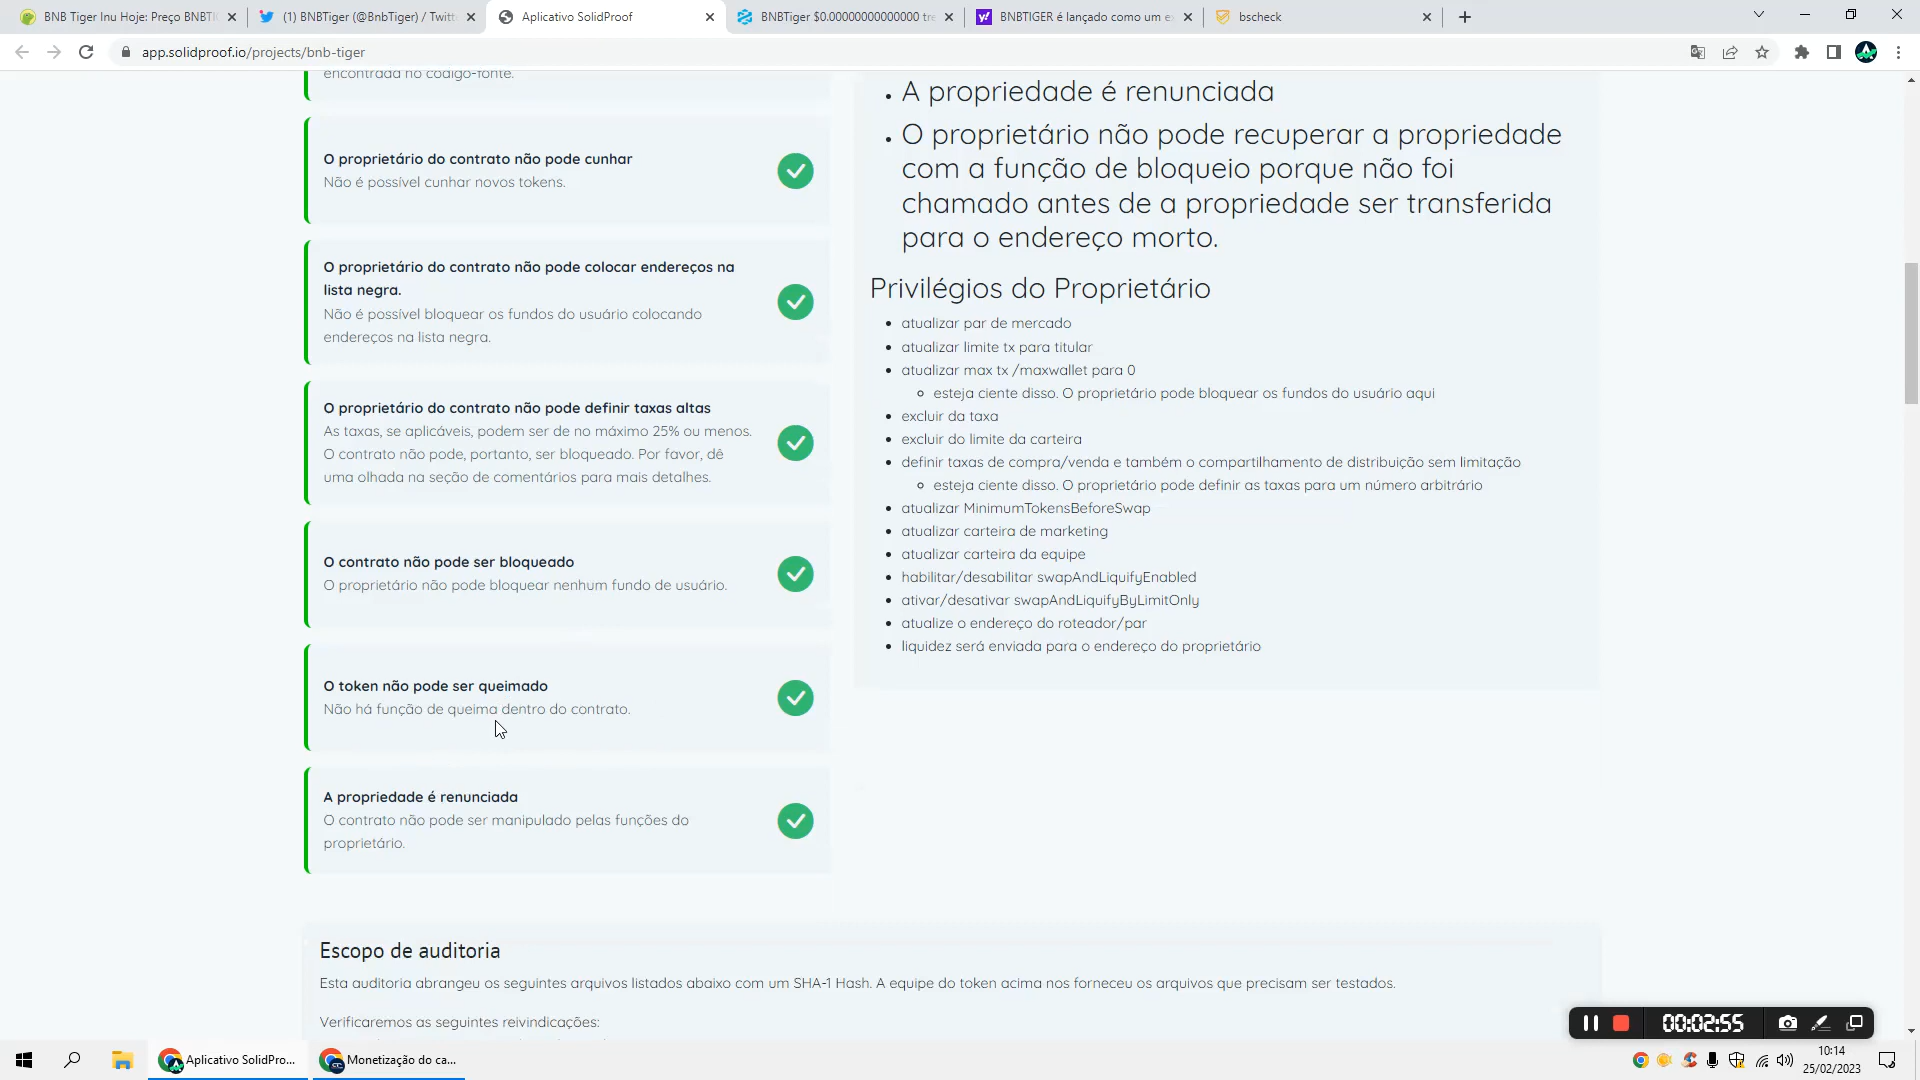 BNB Tiger Inu Hoje: Preço BNBTI
(1) BNBTiger (@BnbTiger) / Twitt
Aplicativo SolidProof
BNBTiger $0.00000000000000 tre
BNBTIGER é lançado como um e
bscheck
app.solidproof.io/projects/bnb-tiger
encontrada no código-fonte.
O proprietário do contrato não pode cunhar
Não é possível cunhar novos tokens.
O proprietário do contrato não pode colocar endereços na
lista negra.
Não é possível bloquear os fundos do usuário colocando
endereços na lista negra.
O proprietário do contrato não pode definir taxas altas
As taxas, se aplicáveis, podem ser de no máximo 25% ou menos.
O contrato não pode, portanto, ser bloqueado. Por favor, dê
uma olhada na seção de comentários para mais detalhes.
O contrato não pode ser bloqueado
O proprietário não pode bloquear nenhum fundo de usuário.
O token não pode ser queimado
Não há função de queima dentro do contrato.
A propriedade é renunciada
O contrato não pode ser manipulado pelas funções do
proprietário.
A propriedade é renunciada
O proprietário não pode recuperar a propriedade
com a função de bloqueio porque não foi
chamado antes de a propriedade ser transferida
para o endereço morto.
Privilégios do Proprietário
atualizar par de mercado
atualizar limite tx para titular
atualizar max tx /maxwallet para 0
esteja ciente disso. O proprietário pode bloquear os fundos do usuário aqui
excluir da taxa
excluir do limite da carteira
definir taxas de compra/venda e também o compartilhamento de distribuição sem limitação
esteja ciente disso. O proprietário pode definir as taxas para um número arbitrário
atualizar MinimumTokensBeforeSwap
atualizar carteira de marketing
atualizar carteira da equipe
habilitar/desabilitar swapAndLiquifyEnabled
ativar/desativar swapAndLiquifyByLimitOnly
atualize o endereço do roteador/par
liquidez será enviada para o endereço do proprietário
Escopo de auditoria
Esta auditoria abrangeu os seguintes arquivos listados abaixo com um SHA-1 Hash. A equipe do token acima nos forneceu os arquivos que precisam ser testados.
Verificaremos as seguintes reivindicações:
00:02:55
Aplicativo SolidPro...
Monetização do ca...
10:14
25/02/2023